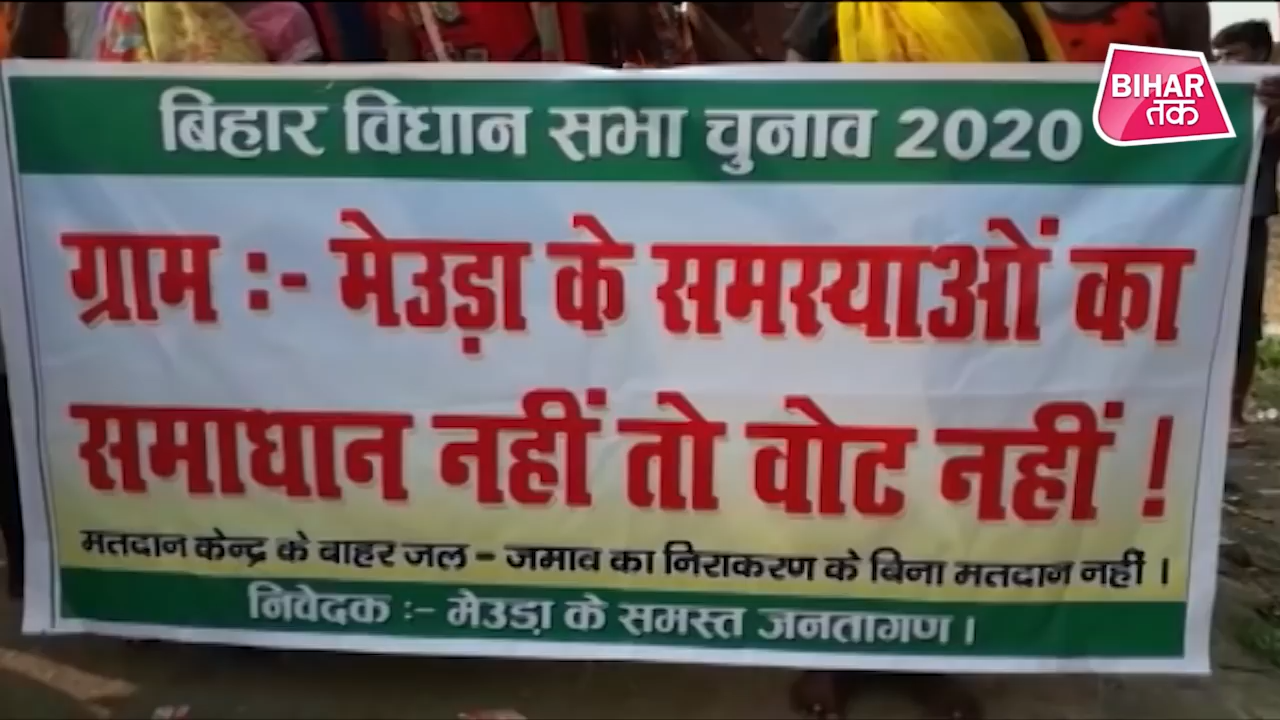 बिहार विधान सभा चुनाव 2020
BIHAR
तक
ग्राम :- मेउड़ा के समस्याओं का
समाधान नहीं तो वोट नहीं !
मतदान केन्द्र के बाहर जल - जमाव का निराकरण के बिना मतदान नहीं ।
निवेदक :- मेउड़ा के समस्त जनतागण ।